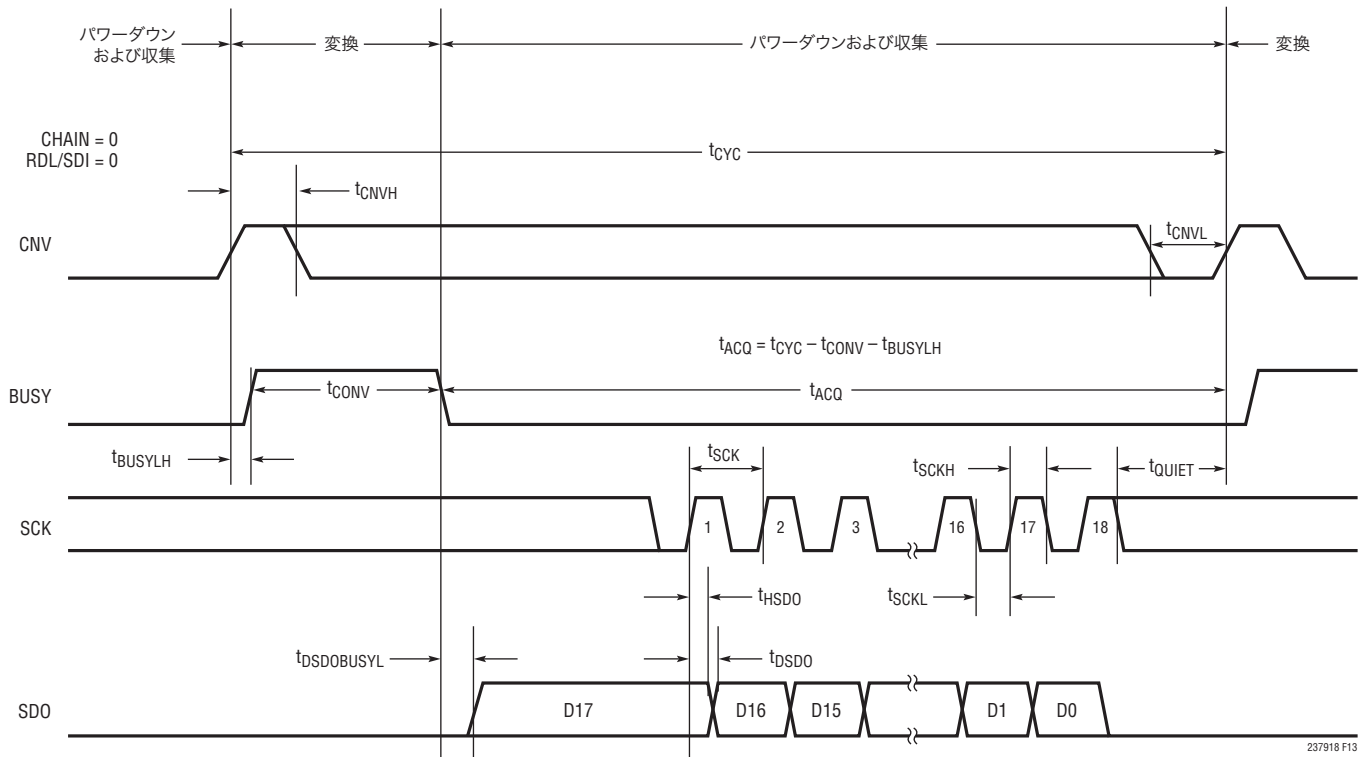 パワーダウン
および収集
変換
パワーダウンおよび収集
変換
CHAIN = 0
RDL/SDI = 0
tCYC
tCNVH
CNV
tCNVL
tACQ = tCYC – tCONV – tBUSYLH
BUSY
tCONV
tACQ
tBUSYLH
tSCK
tSCKH
tQUIET
SCK
1
2
3
16
17
18
tHSDO
tSCKL
tDSDOBUSYL
tDSDO
SDO
D17
D16
D15
D1
D0
237918 F13